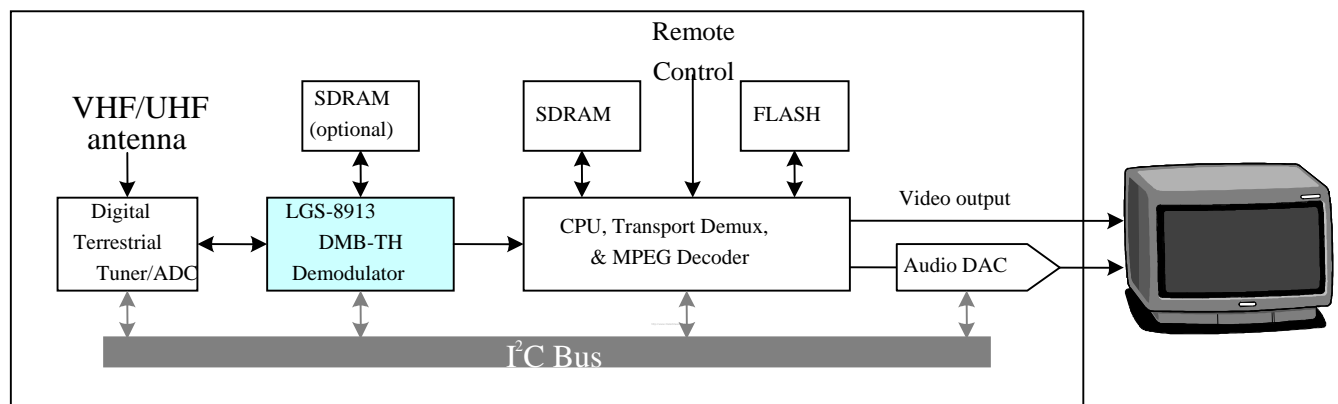 Remote
Control
VHF/UHF
antenna
SDRAM
(optional)
SDRAM
FLASH
Digital
Terrestrial
Tuner/ADC
LGS-8913
DMB-TH
Demodulator
CPU, Transport Demux,
& MPEG Decoder
Video output
Audio DAC
I²C Bus